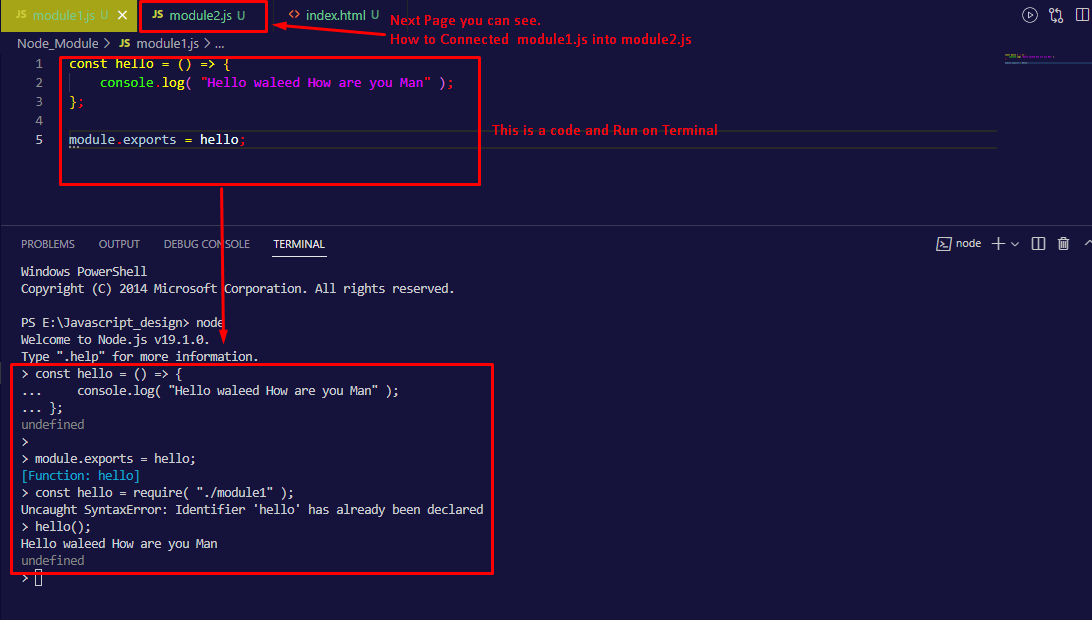 JS module1.js U
JS module2.js U
<> index.html U
Next Page you can see.
How to Connected module1.js into module2.js
Node_Module > JS module1.js > ...
1 const hello = () => {
2 console.log( "Hello waleed How are you Man" );
3 };
4
5 module.exports = hello;
This is a code and Run on Terminal
PROBLEMS OUTPUT DEBUG CONSOLE TERMINAL
node
Windows PowerShell
Copyright (C) 2014 Microsoft Corporation. All rights reserved.
PS E:\Javascript_design> node
Welcome to Node.js v19.1.0.
Type ".help" for more information.
> const hello = () => {
... console.log( "Hello waleed How are you Man" );
... };
undefined
>
> module.exports = hello;
[Function: hello]
> const hello = require( "./module1" );
Uncaught SyntaxError: Identifier 'hello' has already been declared
> hello();
Hello waleed How are you Man
undefined
>